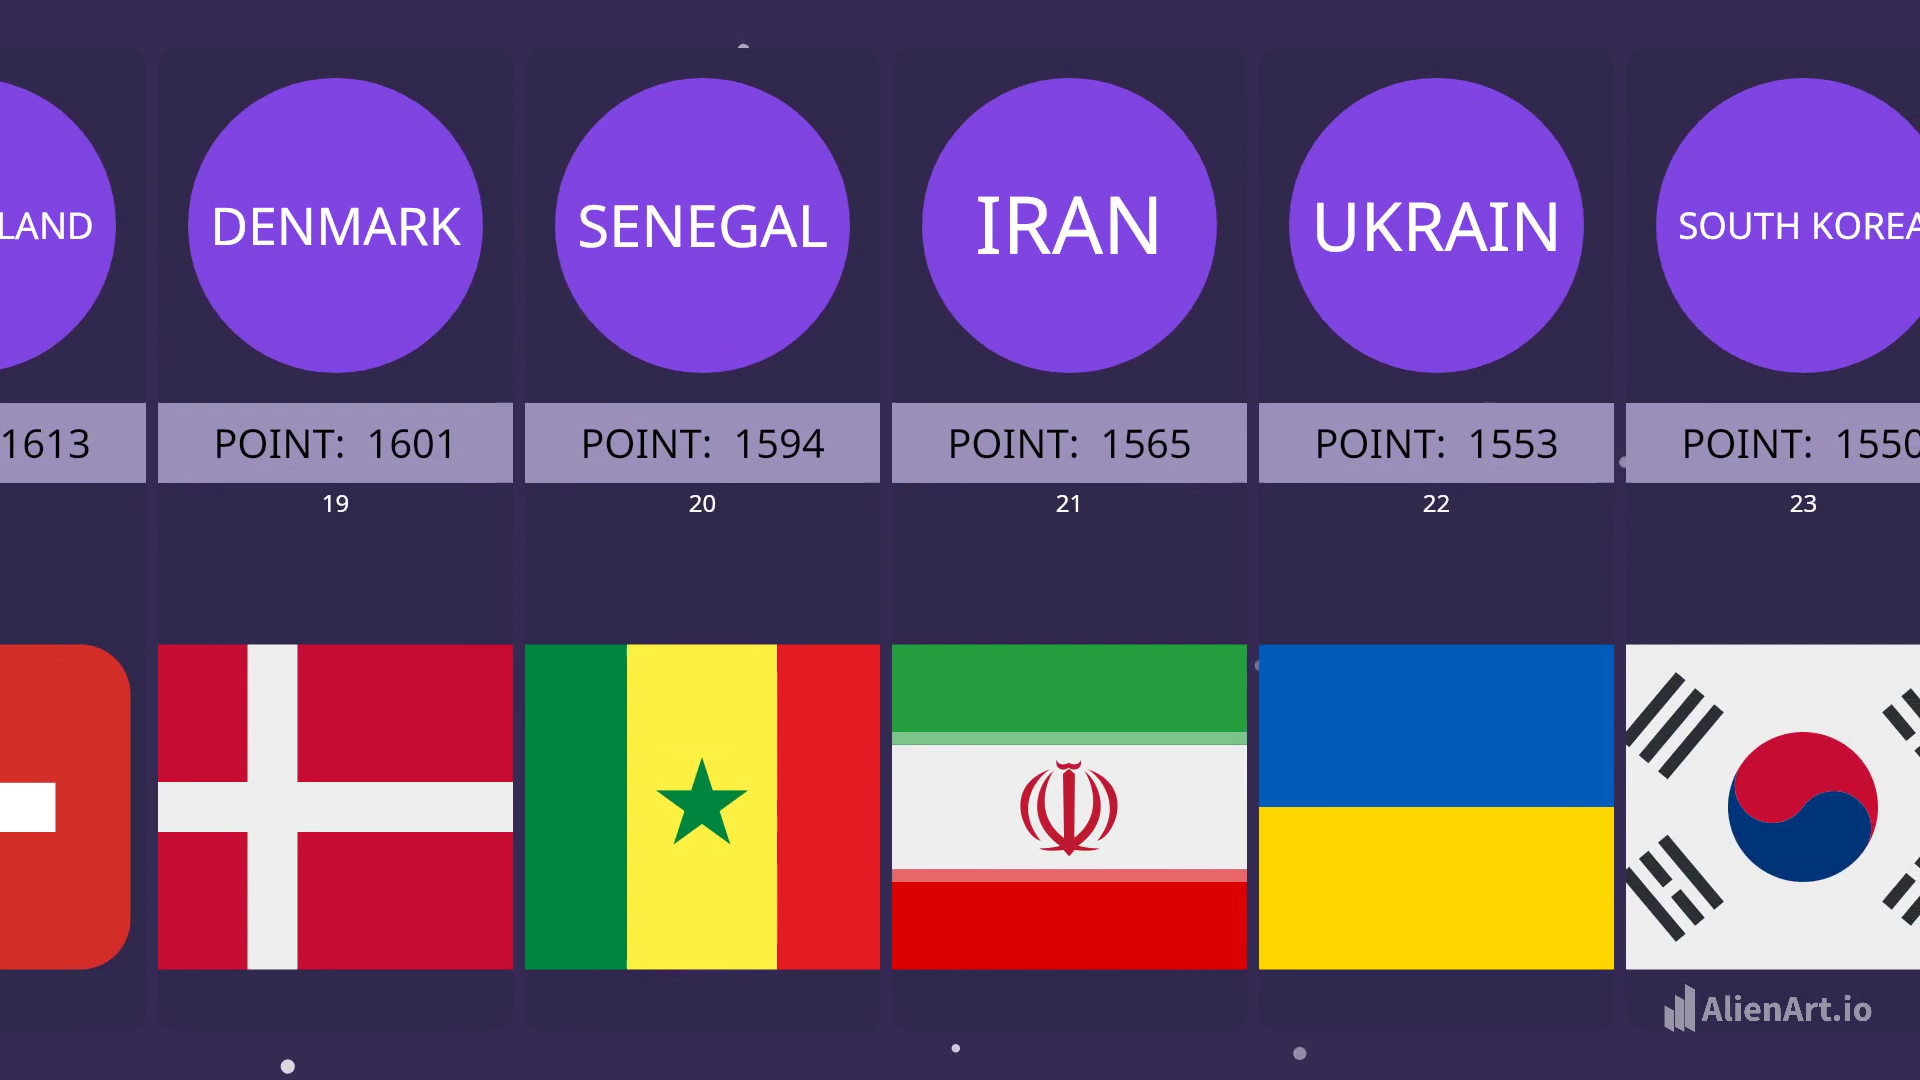 LAND
DENMARK
SENEGAL
IRAN
UKRAIN
SOUTH KOREA
1613
POINT: 1601
POINT: 1594
POINT: 1565
POINT: 1553
POINT: 1550
19
20
21
22
23
AlienArt.io